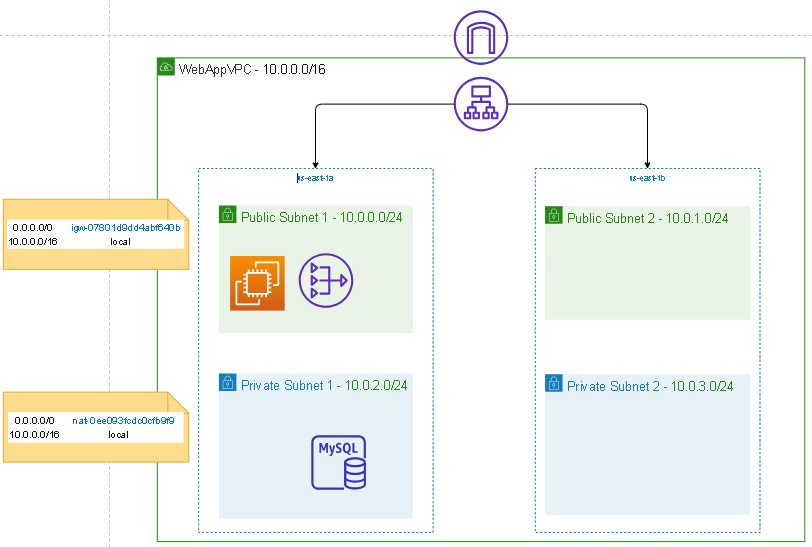 WebAppVPC - 10.0.0.0/16
us-east-1a
us-east-1b
0.0.0.0/0 igw-07801d9dd4abf640b
10.0.0.0/16 local
Public Subnet 1 - 10.0.0.0/24
Public Subnet 2 - 10.0.1.0/24
Private Subnet 1 - 10.0.2.0/24
Private Subnet 2 - 10.0.3.0/24
0.0.0.0/0 nat-0ee093fcdc0cfb9f9
10.0.0.0/16 local
MySQL